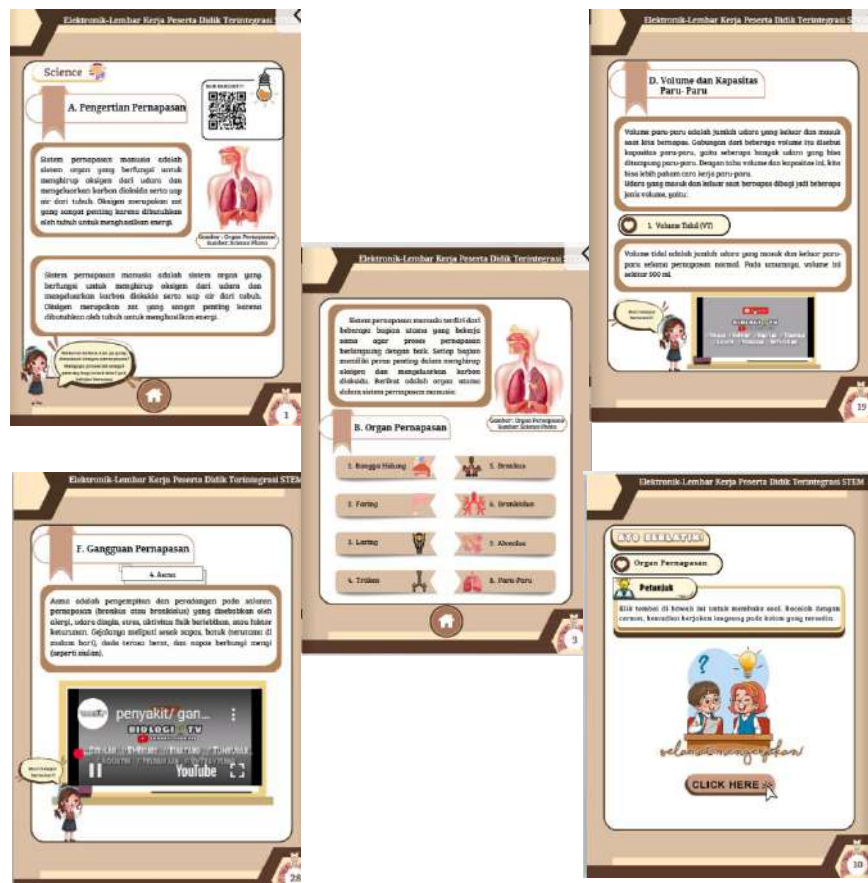 Elektronik-Lembar Kerja Peserta Didik Terintegrasi STEM
Science
A. Pengertian Pernapasan
Sistem pernapasan manusia adalah
sistem organ yang berfungsi untuk
menghirup oksigen dari udara dan
mengeluarkan karbon dioksida serta uap
air dari tubuh. Oksigen merupakan zat
yang sangat penting karena dibutuhkan
oleh tubuh untuk menghasilkan energi.
Gambar : Organ Pernapasan
Sumber: Science Photo
Sistem pernapasan manusia adalah sistem organ yang
berfungsi untuk menghirup oksigen dari udara dan
mengeluarkan karbon dioksida serta uap air dari tubuh.
Oksigen merupakan zat yang sangat penting karena
dibutuhkan oleh tubuh untuk menghasilkan energi.
1
Elektronik-Lembar Kerja Peserta Didik Terintegrasi
Sistem pernapasan manusia terdiri dari
beberapa bagian utama yang bekerja
sama agar proses pernapasan
berlangsung dengan baik. Setiap bagian
memiliki peran penting dalam menghirup
oksigen dan mengeluarkan karbon
dioksida. Berikut adalah organ utama
dalam sistem pernapasan manusia:
Gambar : Organ Pernapasan
Sumber: Science Photo
B. Organ Pernapasan
1. Rongga Hidung
2. Faring
3. Laring
4. Trakea
5. Bronkus
6. Bronkiolus
7. Alveolus
8. Paru-Paru
3
Elektronik-Lembar Kerja Peserta Didik Terintegrasi
D. Volume dan Kapasitas
Paru- Paru
Volume paru-paru adalah jumlah udara yang keluar dan masuk
saat kita bernapas. Gabungan dari beberapa volume itu disebut
kapasitas paru-paru, yaitu seberapa banyak udara yang bisa
ditampung paru-paru. Dengan tahu volume dan kapasitas ini, kita
bisa lebih paham cara kerja paru-paru.
Udara yang masuk dan keluar saat bernapas dibagi jadi beberapa
jenis volume, yaitu:
1. Volume Tidal (VT)
Volume tidal adalah jumlah udara yang masuk dan keluar paru-
paru selama pernapasan normal. Pada umumnya, volume ini
sekitar 500 ml.
BIOLOGI TV
19
Elektronik-Lembar Kerja Peserta Didik Terintegrasi STEM
F. Gangguan Pernapasan
4. Asma
Asma adalah penyempitan dan peradangan pada saluran
pernapasan (bronkus atau bronkiolus) yang disebabkan oleh
alergi, udara dingin, stres, aktivitas fisik berlebihan, atau faktor
keturunan. Gejalanya meliputi sesak napas, batuk (terutama di
malam hari), dada terasa berat, dan napas berbunyi mengi
(seperti siulan).
penyakit/ gan...
BIOLOGI TV
YouTube
28
Elektronik-Lembar Kerja Peserta Didik Terintegrasi STEM
AYO BERLATIH!
Organ Pernapasan
Petunjuk
Klik tombol di bawah ini untuk membuka soal. Bacalah dengan
cermat, kemudian kerjakan langsung pada kolom yang tersedia.
selamat mengerjakan
CLICK HERE
10